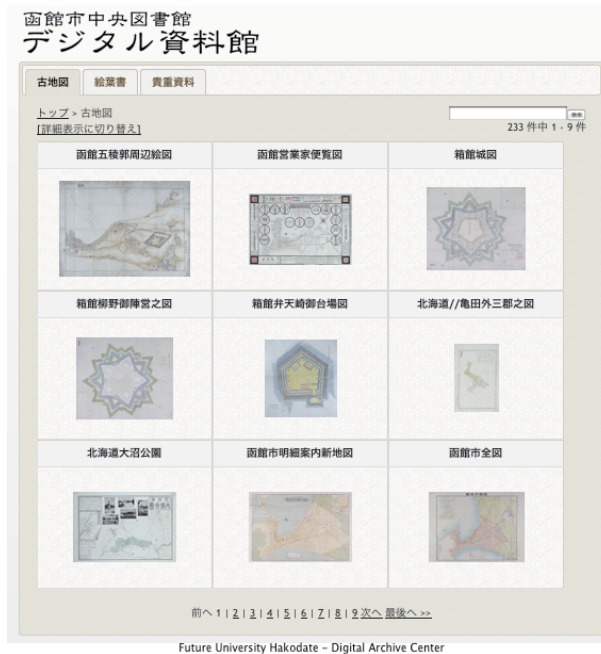 函館市中央図書館
デジタル資料館
古地図 絵葉書 貴重資料
トップ > 古地図
検索
[詳細表示に切り替え]
233 件中 1 - 9 件
函館五稜郭周辺絵図 函館営業家便覧図 箱館城図
箱館柳野御陣営之図 箱館弁天崎御台場図 北海道//亀田外三郡之図
北海道大沼公園 函館市明細案内新地図 函館市全図
前へ 1 | 2 | 3 | 4 | 5 | 6 | 7 | 8 | 9 次へ 最後へ >>
Future University Hakodate – Digital Archive Center